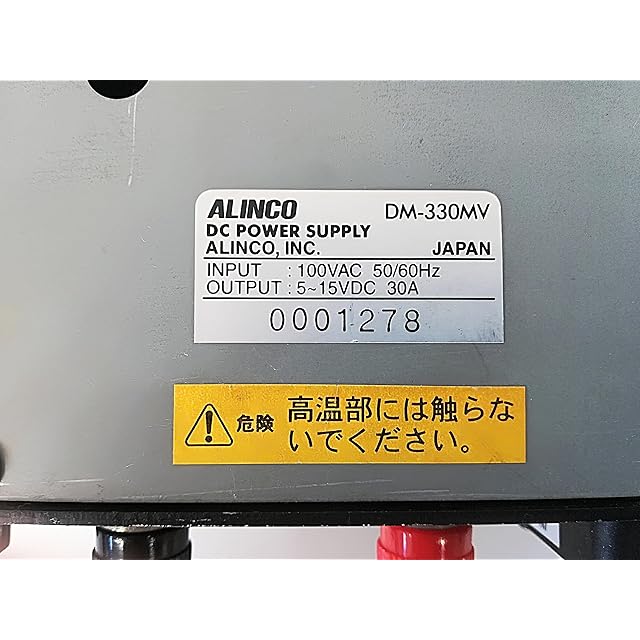 ALINCO DM-330MV
DC POWER SUPPLY
ALINCO, INC. JAPAN
INPUT : 100VAC 50/60Hz
OUTPUT : 5~15VDC 30A
0001278
危険 高温部には触らな
いでください。